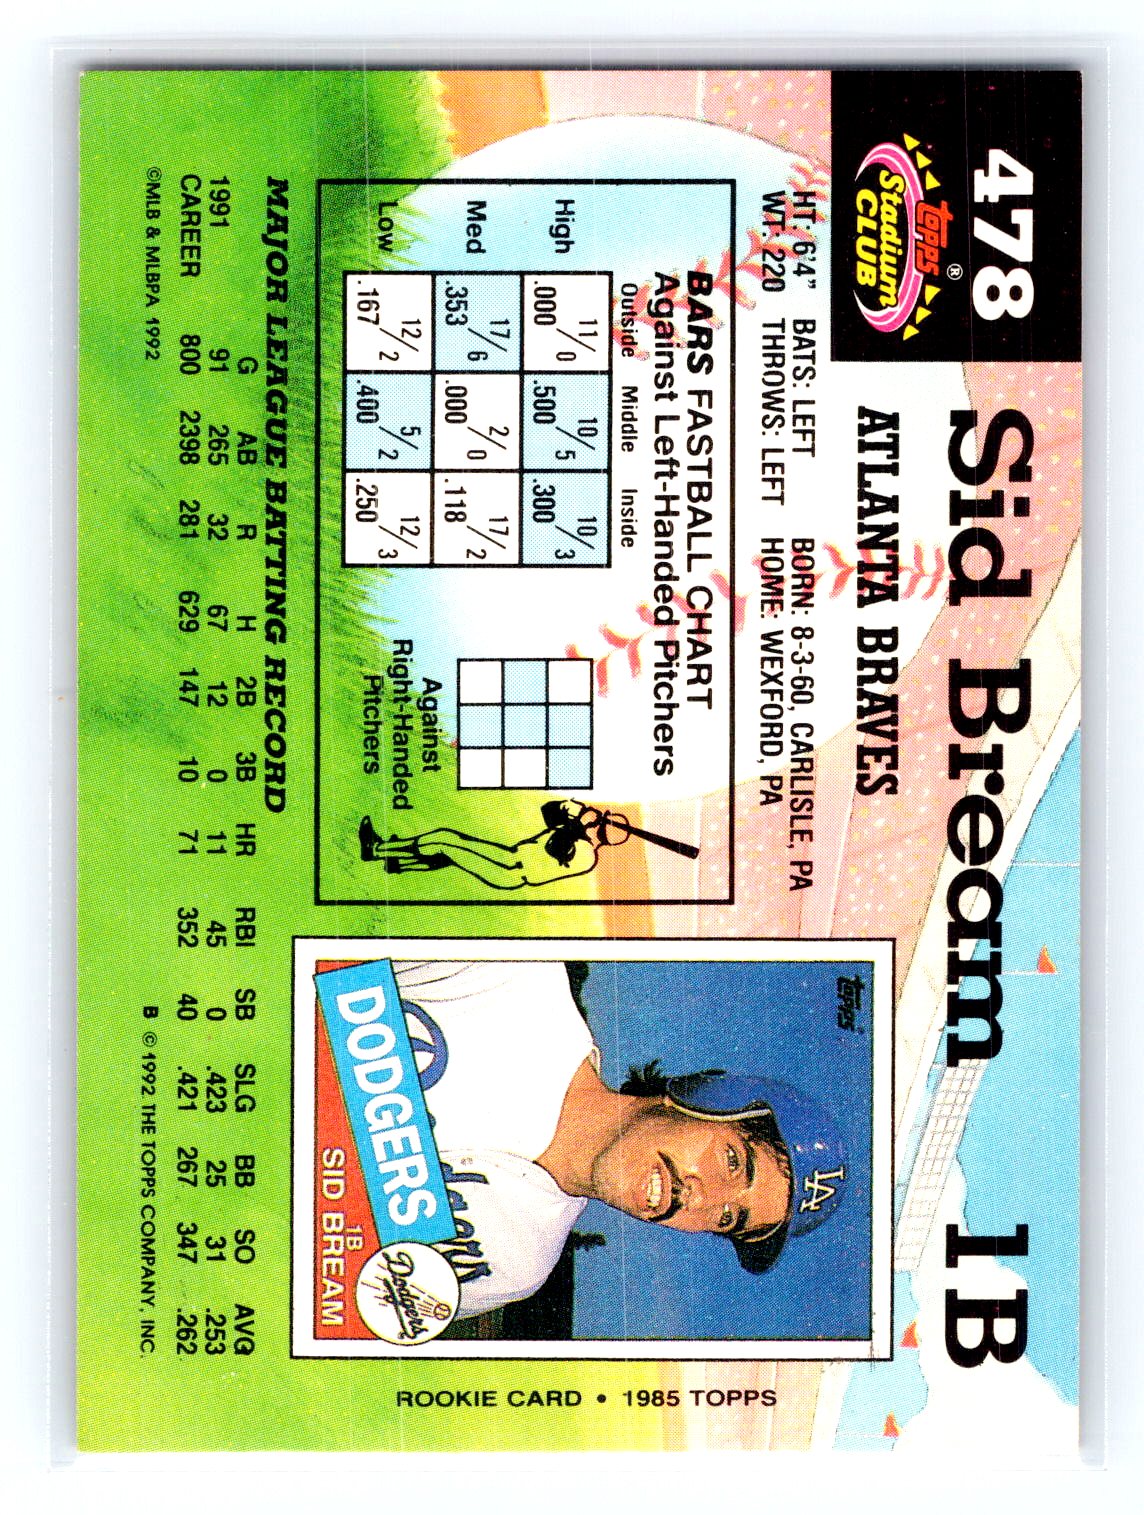 478
topps®
Stadium
CLUB
Sid Bream 1B
ATLANTA BRAVES
HT: 6'4" BATS: LEFT BORN: 8-3-60, CARLISLE, PA
WT: 220 THROWS: LEFT HOME: WEXFORD, PA
BARS FASTBALL CHART
Against Left-Handed Pitchers
Outside Middle Inside
High 11/0 .000 10/5 .500 10/3 .300
Med 17/6 .353 2/0 .000 17/2 .118
Low 12/2 .167 5/2 .400 12/3 .250
Against
Right-Handed
Pitchers
topps
LA
DODGERS
Dodgers
1B
SID BREAM
ROOKIE CARD • 1985 TOPPS
MAJOR LEAGUE BATTING RECORD
G AB R H 2B 3B HR RBI SB SLG BB SO AVG
1991 91 265 32 67 12 0 11 45 0 .423 25 31 .253
CAREER 800 2398 281 629 147 10 71 352 40 .421 267 347 .262
©MLB & MLBPA 1992 B ©1992 THE TOPPS COMPANY, INC.